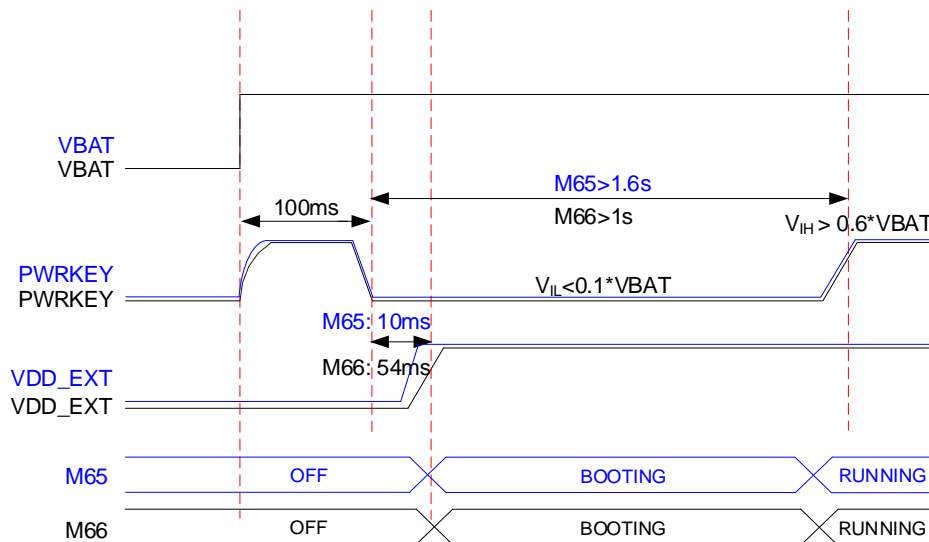 VBAT
VBAT
100ms
M65>1.6s
M66>1s
VIH > 0.6*VBAT
PWRKEY
PWRKEY
VIL<0.1*VBAT
M65: 10ms
M66: 54ms
VDD_EXT
VDD_EXT
M65
OFF
BOOTING
RUNNING
M66
OFF
BOOTING
RUNNING